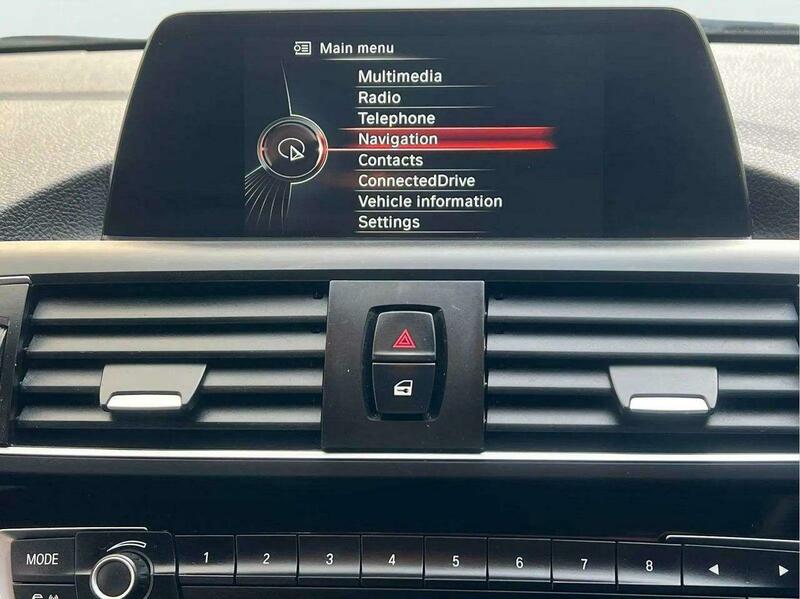 Main menu
Multimedia
Radio
Telephone
Navigation
Contacts
ConnectedDrive
Vehicle information
Settings
MODE 1 2 3 4 5 6 7 8